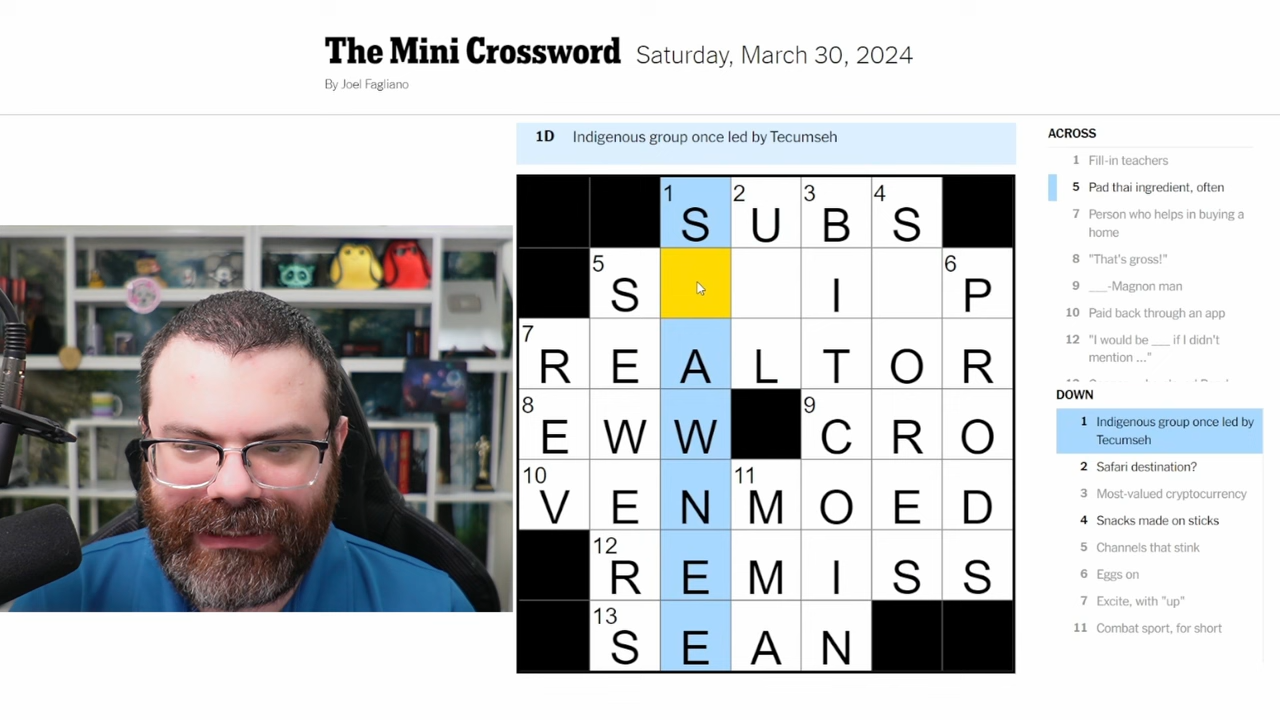 The Mini Crossword Saturday, March 30, 2024
By Joel Fagliano
1D Indigenous group once led by Tecumseh
1 S 2 U 3 B 4 S
5 S I 6 P
7 R E A L T O R
8 E W W 9 C R O
10 V E N 11 M O E D
12 R E M I S S
13 S E A N
ACROSS
1 Fill-in teachers
5 Pad thai ingredient, often
7 Person who helps in buying a
home
8 "That's gross!"
9 ___-Magnon man
10 Paid back through an app
12 "I would be ___ if I didn't
mention ..."
DOWN
1 Indigenous group once led by
Tecumseh
2 Safari destination?
3 Most-valued cryptocurrency
4 Snacks made on sticks
5 Channels that stink
6 Eggs on
7 Excite, with "up"
11 Combat sport, for short